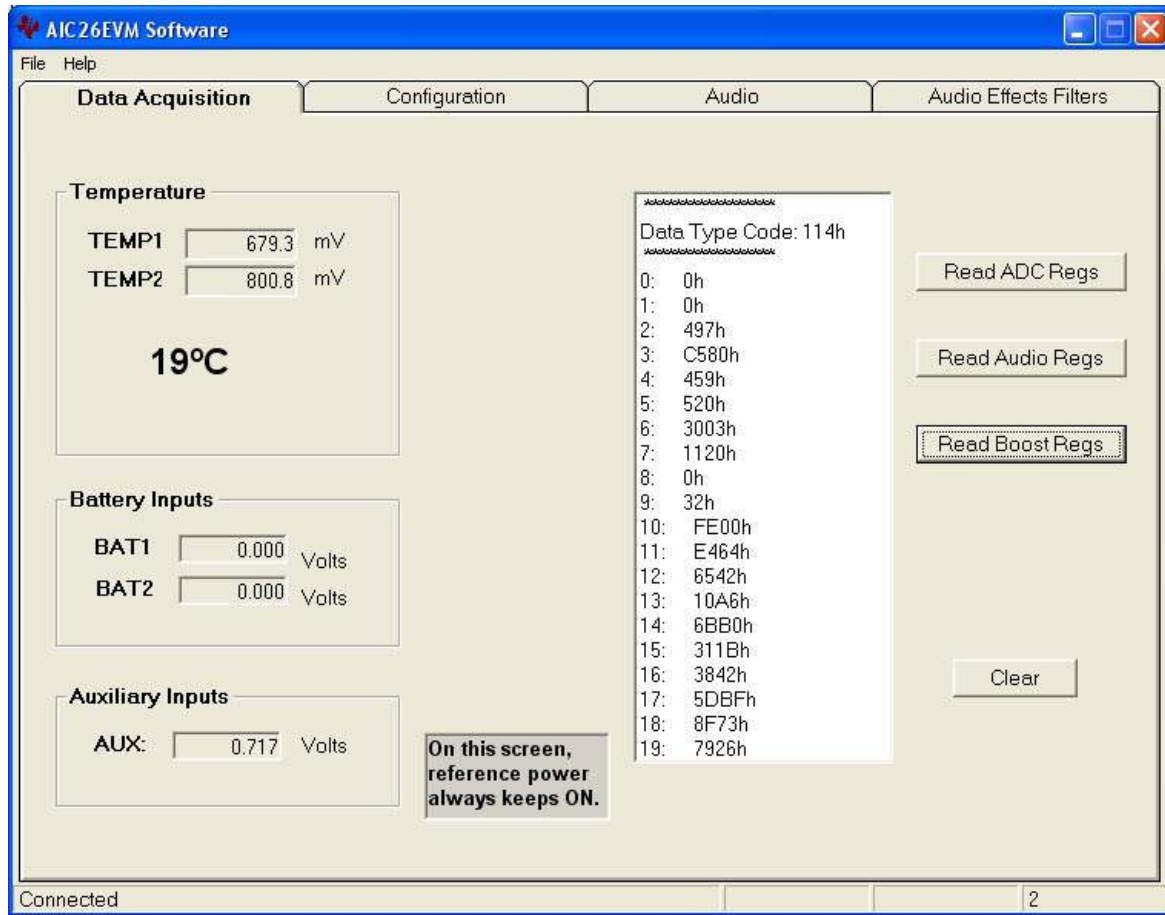 AIC26EVM Software
File Help
Data Acquisition Configuration Audio Audio Effects Filters
Temperature
TEMP1 679.3 mV
TEMP2 800.8 mV
19ºC
Battery Inputs
BAT1 0.000 Volts
BAT2 0.000 Volts
Auxiliary Inputs
AUX: 0.717 Volts
On this screen,
reference power
always keeps ON.
*******************
Data Type Code: 114h
*******************
0: 0h
1: 0h
2: 497h
3: C580h
4: 459h
5: 520h
6: 3003h
7: 1120h
8: 0h
9: 32h
10: FE00h
11: E464h
12: 6542h
13: 10A6h
14: 6BB0h
15: 311Bh
16: 3842h
17: 5DBFh
18: 8F73h
19: 7926h
Read ADC Regs
Read Audio Regs
Read Boost Regs
Clear
Connected 2